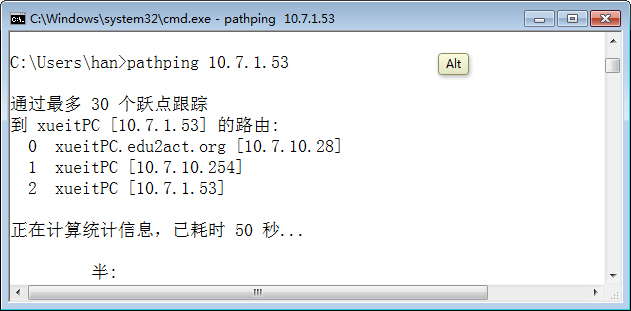 C:\Windows\system32\cmd.exe - pathping  10.7.1.53
C:\Users\han>pathping 10.7.1.53
Alt
通过最多 30 个跃点跟踪
到 xueitPC [10.7.1.53] 的路由:
  0  xueitPC.edu2act.org [10.7.10.28]
  1  xueitPC [10.7.10.254]
  2  xueitPC [10.7.1.53]
正在计算统计信息，已耗时 50 秒...
半: